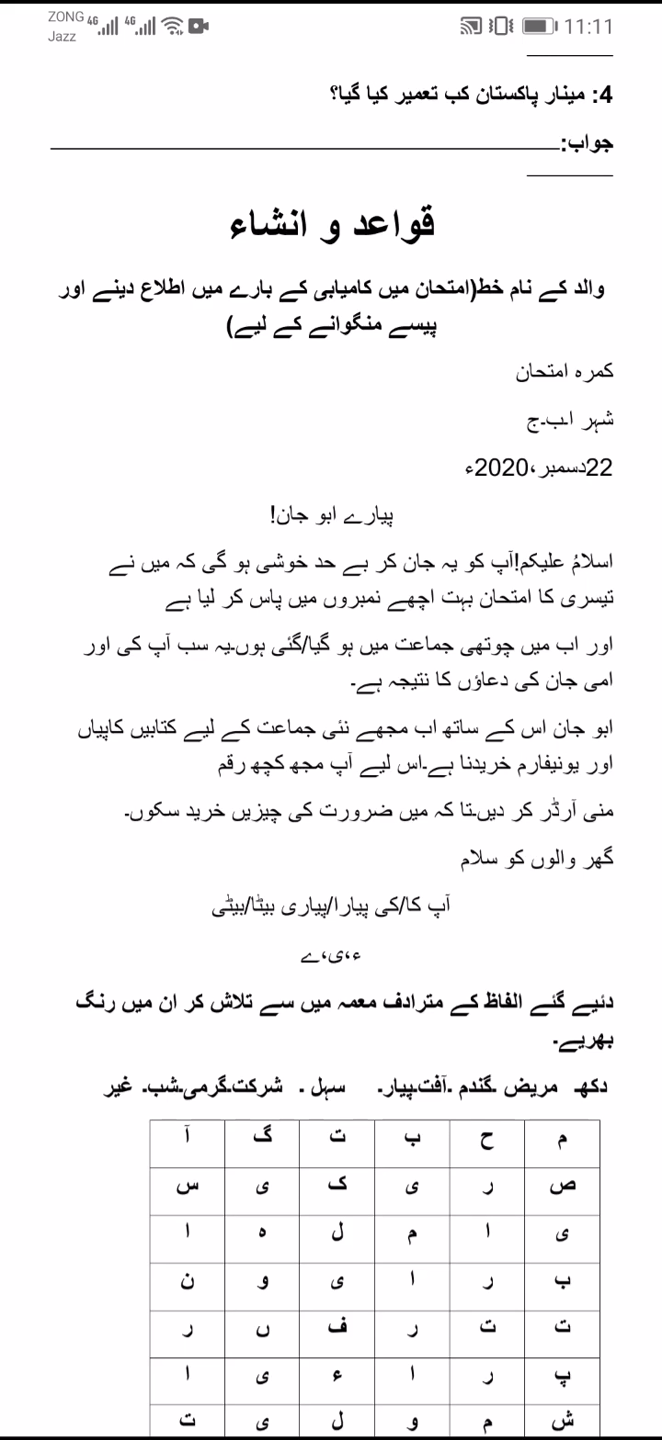 ZONG 4G 4G 11:11
Jazz
4: مینار پاکستان کب تعمیر کیا گیا؟
جواب:ــــــــــــــــــــــــــــــــــــــــ
قواعد و انشاء
والد کے نام خط(امتحان میں کامیابی کے بارے میں اطلاع دینے اور
پیسے منگوانے کے لیے)
کمرہ امتحان
شہر ا۔ب۔ج
22دسمبر،2020ء
پیارے ابو جان!
اسلامُ علیکم!آپ کو یہ جان کر بے حد خوشی ہو گی کہ میں نے
تیسری کا امتحان بہت اچھے نمبروں میں پاس کر لیا ہے
اور اب میں چوتھی جماعت میں ہو گیا/گئی ہوں۔یہ سب آپ کی اور
امی جان کی دعاؤں کا نتیجہ ہے۔
ابو جان اس کے ساتھ اب مجھے نئی جماعت کے لیے کتابیں کاپیاں
اور یونیفارم خریدنا ہے۔اس لیے آپ مجھ کچھ رقم
منی آرڈر کر دیں۔تا کہ میں ضرورت کی چیزیں خرید سکوں۔
گھر والوں کو سلام
آپ کا/کی پیارا/پیاری بیٹا/بیٹی
ء،ی،ے
دئیے گئے الفاظ کے مترادف معمہ میں سے تلاش کر ان میں رنگ
بھریے۔
دکھ۔ مریض ۔گندم ۔آفت۔پیار۔ سہل ۔ شرکت۔گرمی۔شب۔ غیر
م ح ب ت گ آ
ص ر ی ک ی س
ی ا م ل ہ ا
ب ر ا ی و ن
ت ت ر ف ں ر
پ ر ا ء ی ا
ش م و ل ی ت